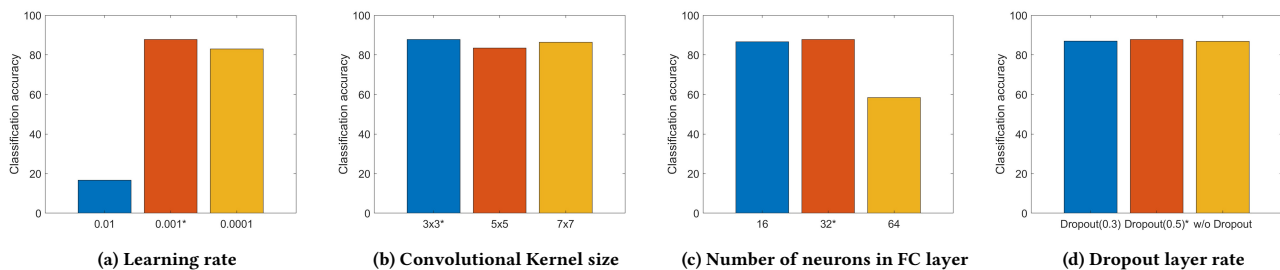 100
80
60
40
20
0
Classification accuracy
0.01 0.001* 0.0001
(a) Learning rate
100
80
60
40
20
0
Classification accuracy
3x3* 5x5 7x7
(b) Convolutional Kernel size
100
80
60
40
20
0
Classification accuracy
16 32* 64
(c) Number of neurons in FC layer
100
80
60
40
20
0
Classification accuracy
Dropout(0.3) Dropout(0.5)* w/o Dropout
(d) Dropout layer rate